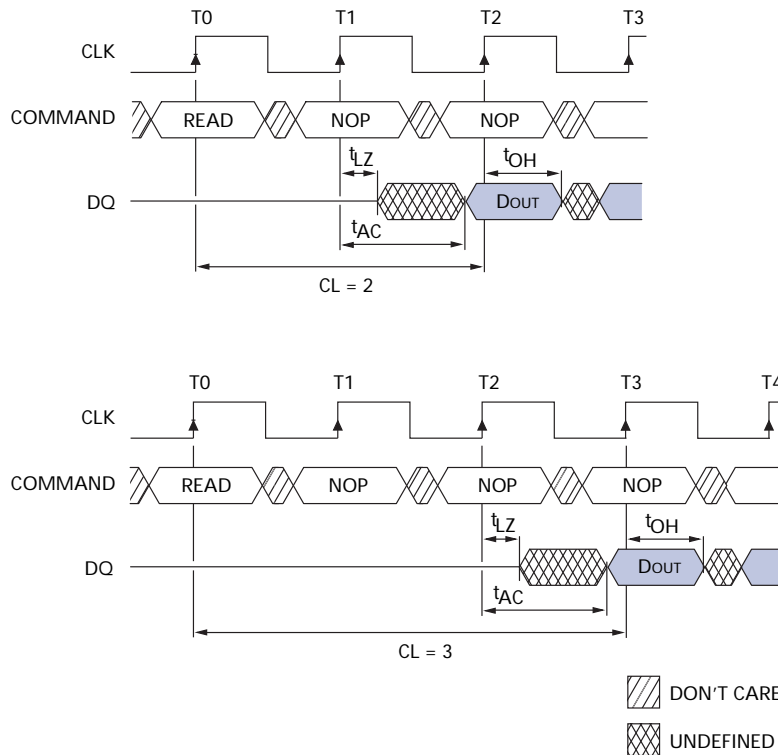 T0 T1 T2 T3
CLK
COMMAND READ NOP NOP
tLZ tOH
DQ DOUT
tAC
CL = 2
T0 T1 T2 T3 T4
CLK
COMMAND READ NOP NOP NOP
tLZ tOH
DQ DOUT
tAC
CL = 3
DON'T CARE
UNDEFINED